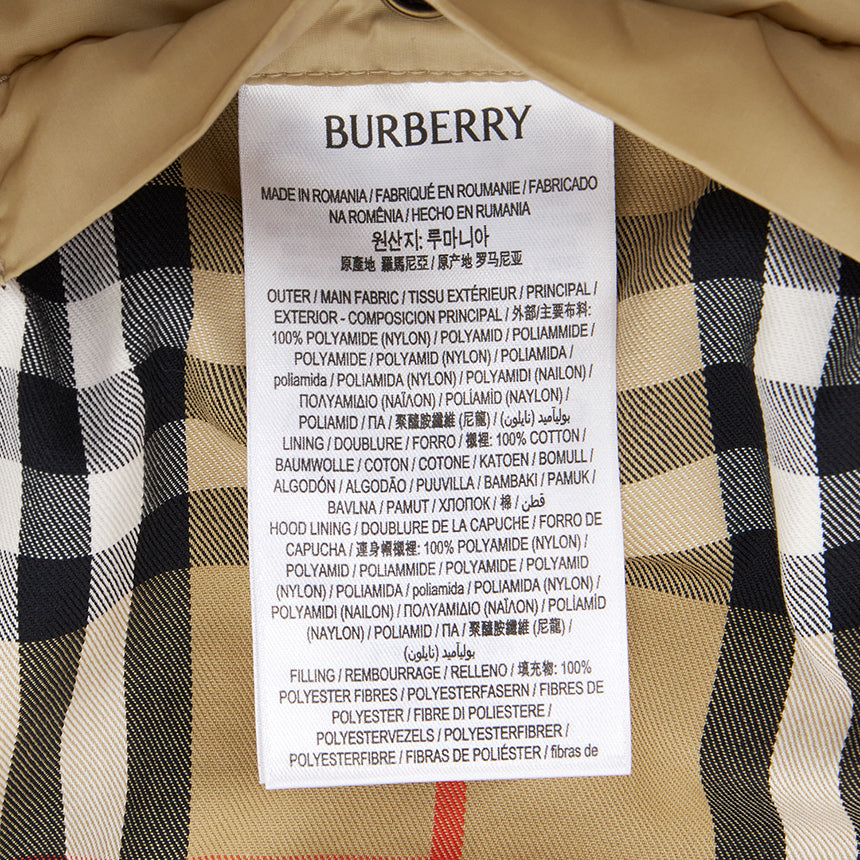 BURBERRY
MADE IN ROMANIA / FABRIQUÉ EN ROUMANIE / FABRICADO
NA ROMÊNIA / HECHO EN RUMANIA
원산지: 루마니아
原產地 羅馬尼亞 / 原产地 罗马尼亚
OUTER / MAIN FABRIC / TISSU EXTÉRIEUR / PRINCIPAL /
EXTERIOR - COMPOSICION PRINCIPAL / 外部/主要布料:
100% POLYAMIDE (NYLON) / POLYAMID / POLIAMMIDE /
POLYAMIDE / POLYAMID (NYLON) / POLIAMIDA /
poliamida / POLIAMIDA (NYLON) / POLYAMIDI (NAILON) /
ΠΟΛΥΑΜΙΔΙΟ (ΝΑΪΛΟΝ) / POLÍAMÍD (NAYLON) /
POLIAMID / ПА / 聚醯胺纖維 (尼龍) / بولياميد (نايلون)
LINING / DOUBLURE / FORRO / 襯裡: 100% COTTON /
BAUMWOLLE / COTON / COTONE / KATOEN / BOMULL /
ALGODÓN / ALGODÃO / PUUVILLA / BAMBAKI / PAMUK /
BAVLNA / PAMUT / ХЛОПОК / 棉 / قطن
HOOD LINING / DOUBLURE DE LA CAPUCHE / FORRO DE
CAPUCHA / 連身帽襯裡: 100% POLYAMIDE (NYLON) /
POLYAMID / POLIAMMIDE / POLYAMIDE / POLYAMID
(NYLON) / POLIAMIDA / poliamida / POLIAMIDA (NYLON) /
POLYAMIDI (NAILON) / ΠΟΛΥΑΜΙΔΙΟ (ΝΑΪΛΟΝ) / POLÍAMÍD
(NAYLON) / POLIAMID / ПА / 聚醯胺纖維 (尼龍) /
بولياميد (نايلون)
FILLING / REMBOURRAGE / RELLENO / 填充物: 100%
POLYESTER FIBRES / POLYESTERFASERN / FIBRES DE
POLYESTER / FIBRE DI POLIESTERE /
POLYESTERVEZELS / POLYESTERFIBRER /
POLYESTERFIBRE / FIBRAS DE POLIÉSTER / fibras de